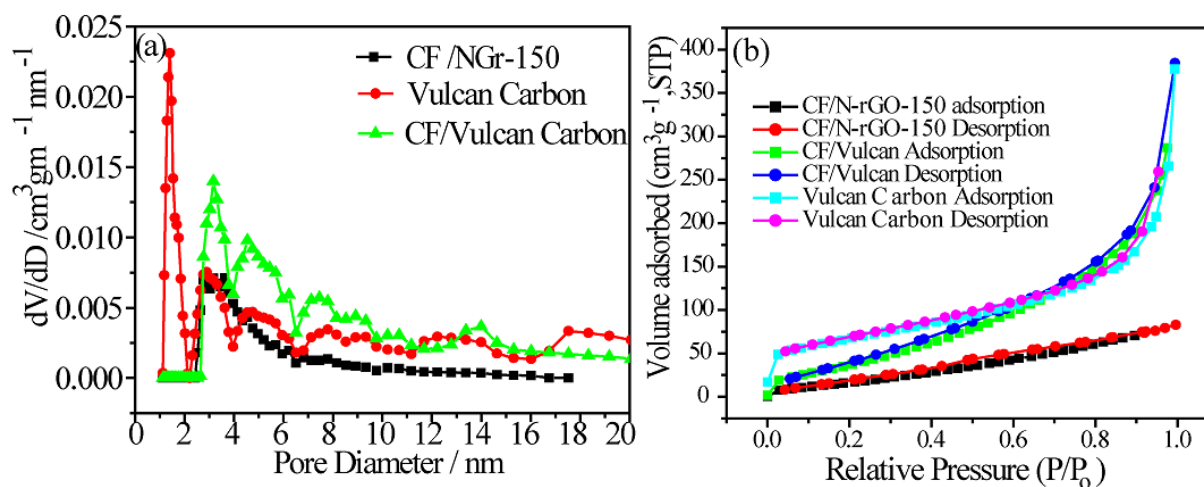 (a)
CF /NGr-150
Vulcan Carbon
CF/Vulcan Carbon
dV/dD /cm³gm⁻¹nm⁻¹
0.025
0.020
0.015
0.010
0.005
0.000
0 2 4 6 8 10 12 14 16 18 20
Pore Diameter / nm
(b)
CF/N-rGO-150 adsorption
CF/N-rGO-150 Desorption
CF/Vulcan Adsorption
CF/Vulcan Desorption
Vulcan C arbon Adsorption
Vulcan Carbon Desorption
Volume adsorbed (cm³g⁻¹,STP)
400
350
300
250
200
150
100
50
0
0.0 0.2 0.4 0.6 0.8 1.0
Relative Pressure (P/P₀)